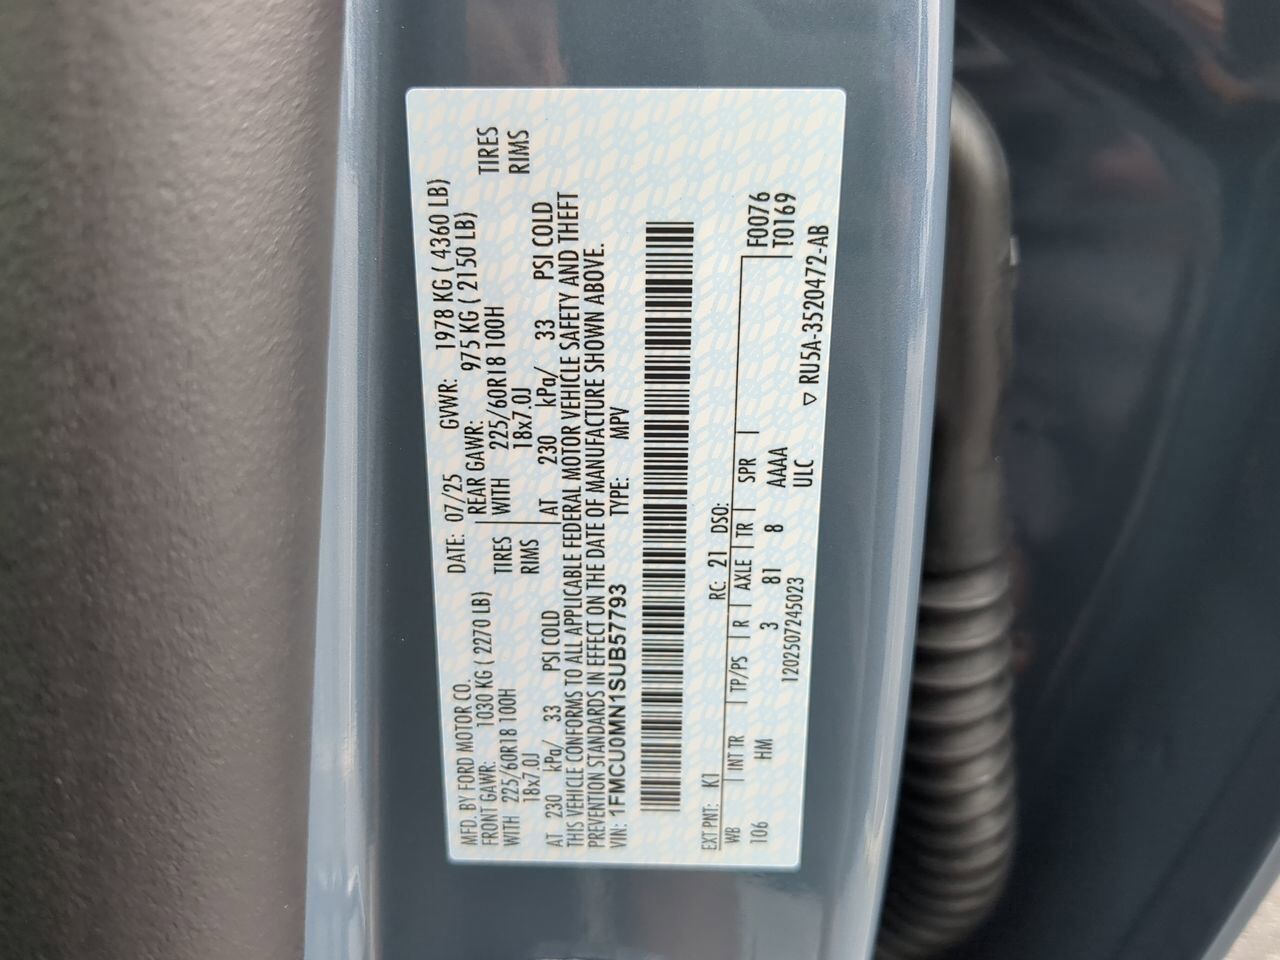 MFD. BY FORD MOTOR CO. DATE: 07/25 GVWR: 1978 KG ( 4360 LB)
FRONT GAWR: 1030 KG ( 2270 LB) REAR GAWR: 975 KG ( 2150 LB)
WITH 225/60R18 100H TIRES WITH 225/60R18 100H TIRES
18x7.0J RIMS 18x7.0J RIMS
AT 230 kPa/ 33 PSI COLD AT 230 kPa/ 33 PSI COLD
THIS VEHICLE CONFORMS TO ALL APPLICABLE FEDERAL MOTOR VEHICLE SAFETY AND THEFT
PREVENTION STANDARDS IN EFFECT ON THE DATE OF MANUFACTURE SHOWN ABOVE.
VIN: 1FMCU0MN1SUB57793 TYPE: MPV
EXT PNT: K1 RC: 21 DSO: F0076
WB INT TR TP/PS R AXLE TR SPR T0169
106 HM 3 81 8 AAAA
ULC
1202507245023 ▽ RU5A-3520472-AB